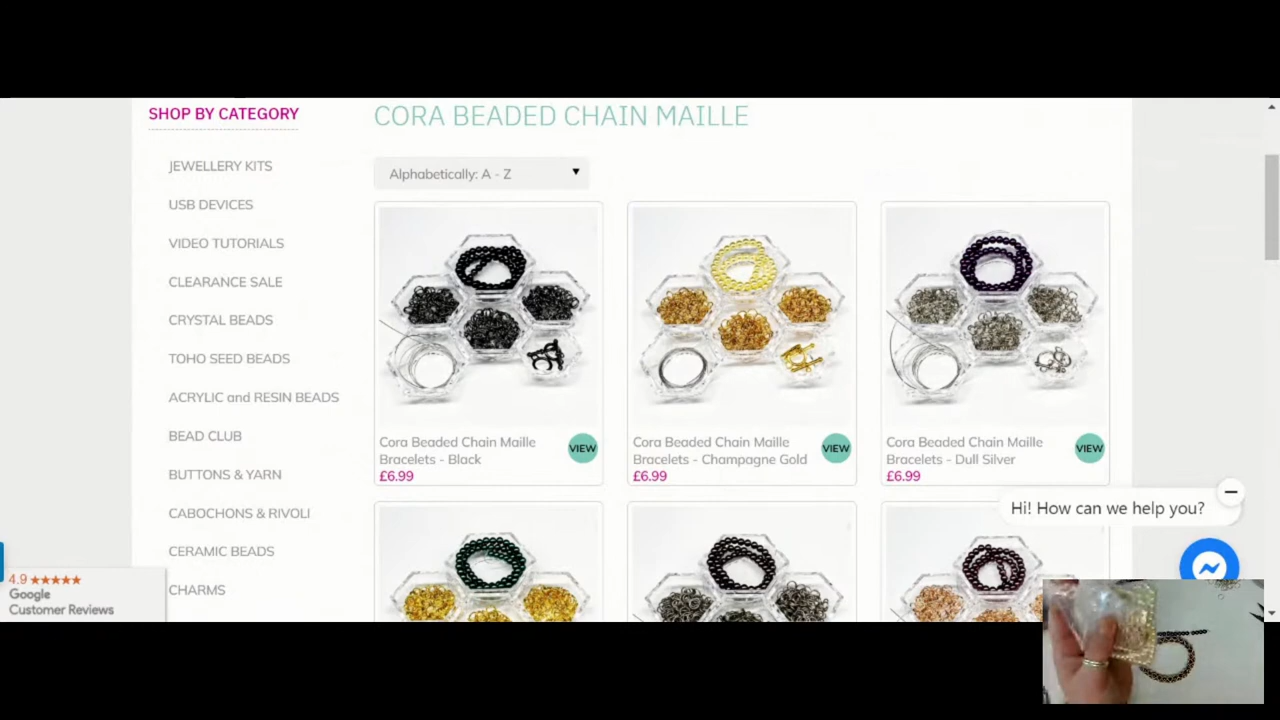 SHOP BY CATEGORY
JEWELLERY KITS
USB DEVICES
VIDEO TUTORIALS
CLEARANCE SALE
CRYSTAL BEADS
TOHO SEED BEADS
ACRYLIC and RESIN BEADS
BEAD CLUB
BUTTONS & YARN
CABOCHONS & RIVOLI
CERAMIC BEADS
CHARMS
4.9 ★★★★★
Google
Customer Reviews
CORA BEADED CHAIN MAILLE
Alphabetically: A - Z
Cora Beaded Chain Maille
Bracelets - Black
£6.99
VIEW
Cora Beaded Chain Maille
Bracelets - Champagne Gold
£6.99
VIEW
Cora Beaded Chain Maille
Bracelets - Dull Silver
£6.99
VIEW
Hi! How can we help you?